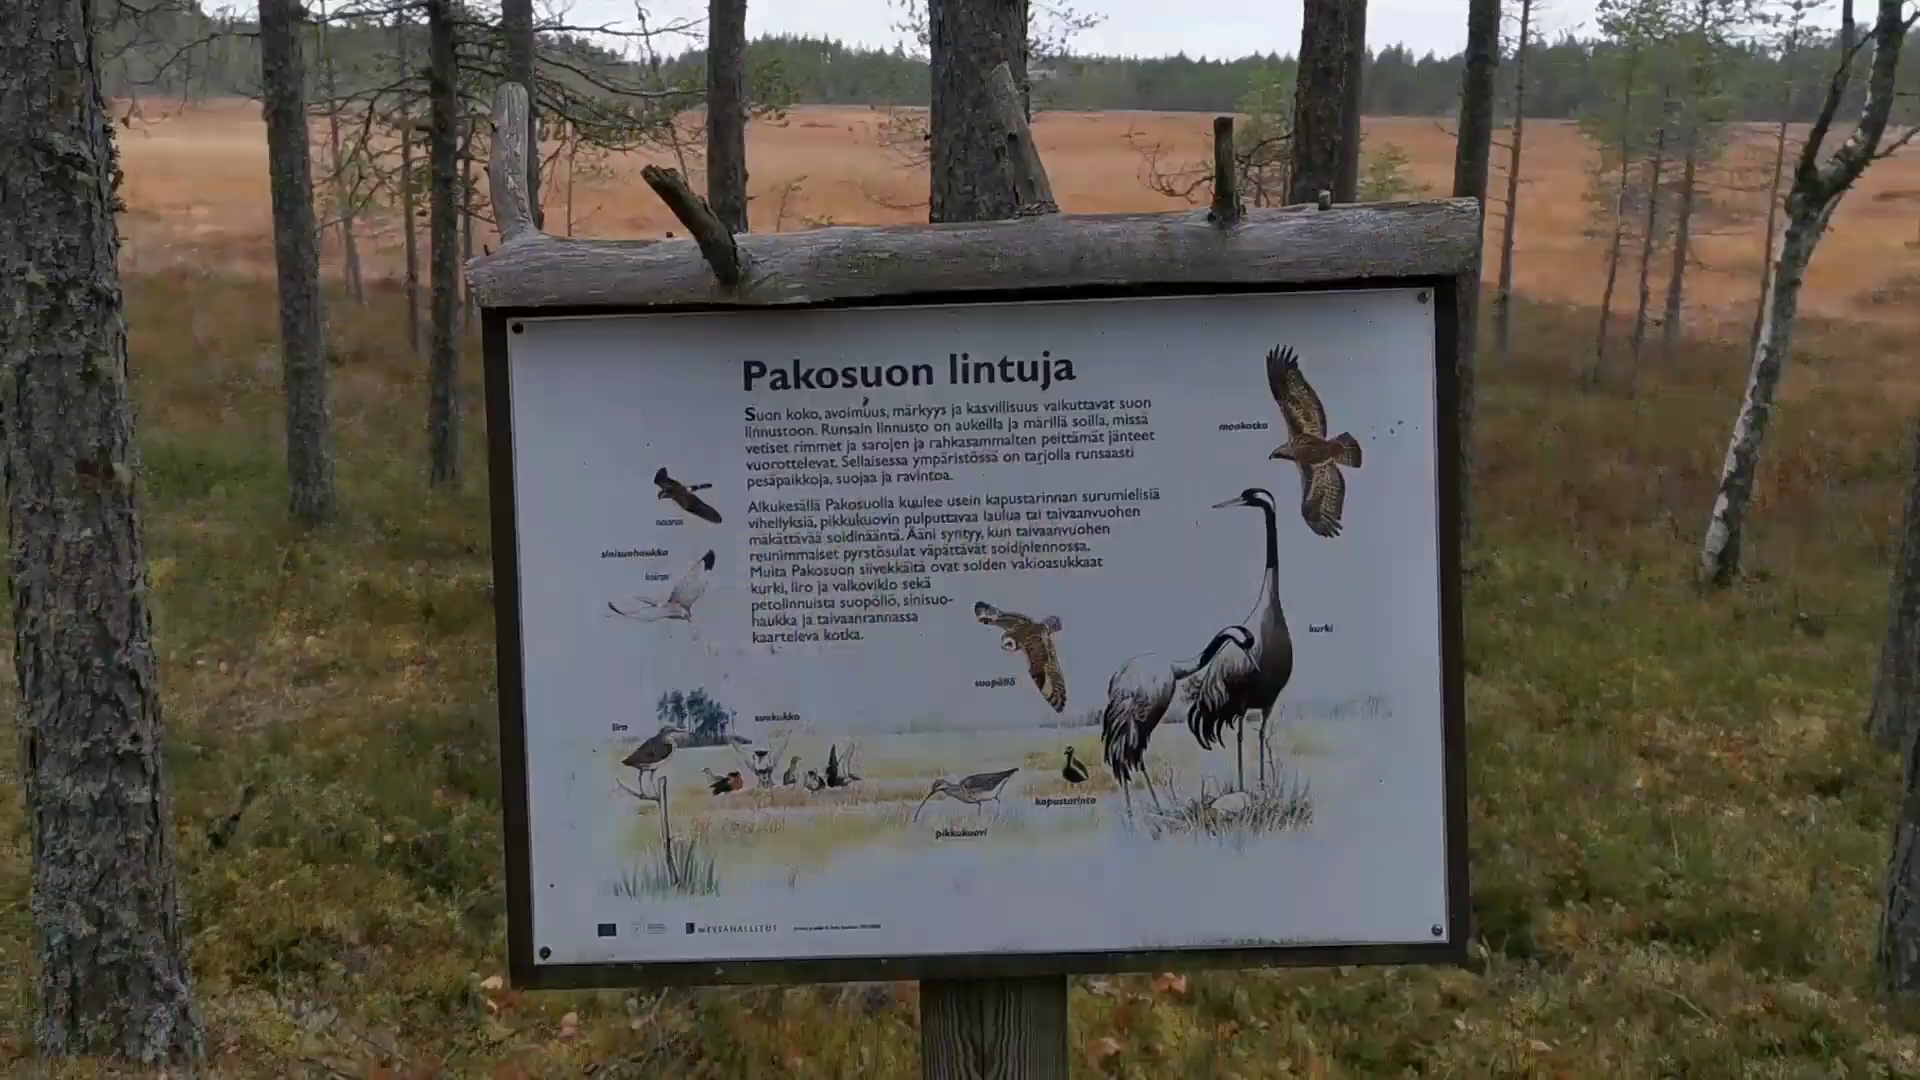 Pakosuon lintuja
Suon koko, avoimuus, märkyys ja kasvillisuus vaikuttavat suon
linnustoon. Runsain linnusto on aukeilla ja märillä soilla, missä
vetiset rimmet ja sarojen ja rahkasammalten peittämät jänteet
vuorottelevat. Sellaisessa ympäristössä on tarjolla runsaasti
pesäpaikkoja, suojaa ja ravintoa.
Alkukesällä Pakosuolla kuulee usein kapustarinnan surumielisiä
vihellyksiä, pikkukuovin pulputtavaa laulua tai taivaanvuohen
mäkättävää soidinääntä. Ääni syntyy, kun taivaanvuohen
reunimmaiset pyrstösulat väpättävät soidinlennossa.
Muita Pakosuon siivekkäitä ovat soiden vakioasukkaat
kurki, liro ja valkoviklo sekä
petolinnuista suopöllö, sinisuo-
haukka ja taivaanrannassa
kaarteleva kotka.
maakotka
naaras
sinisuohaukka
koiras
kurki
suopöllö
liro
suokukko
kapustarinta
pikkukuovi
METSÄHALLITUS